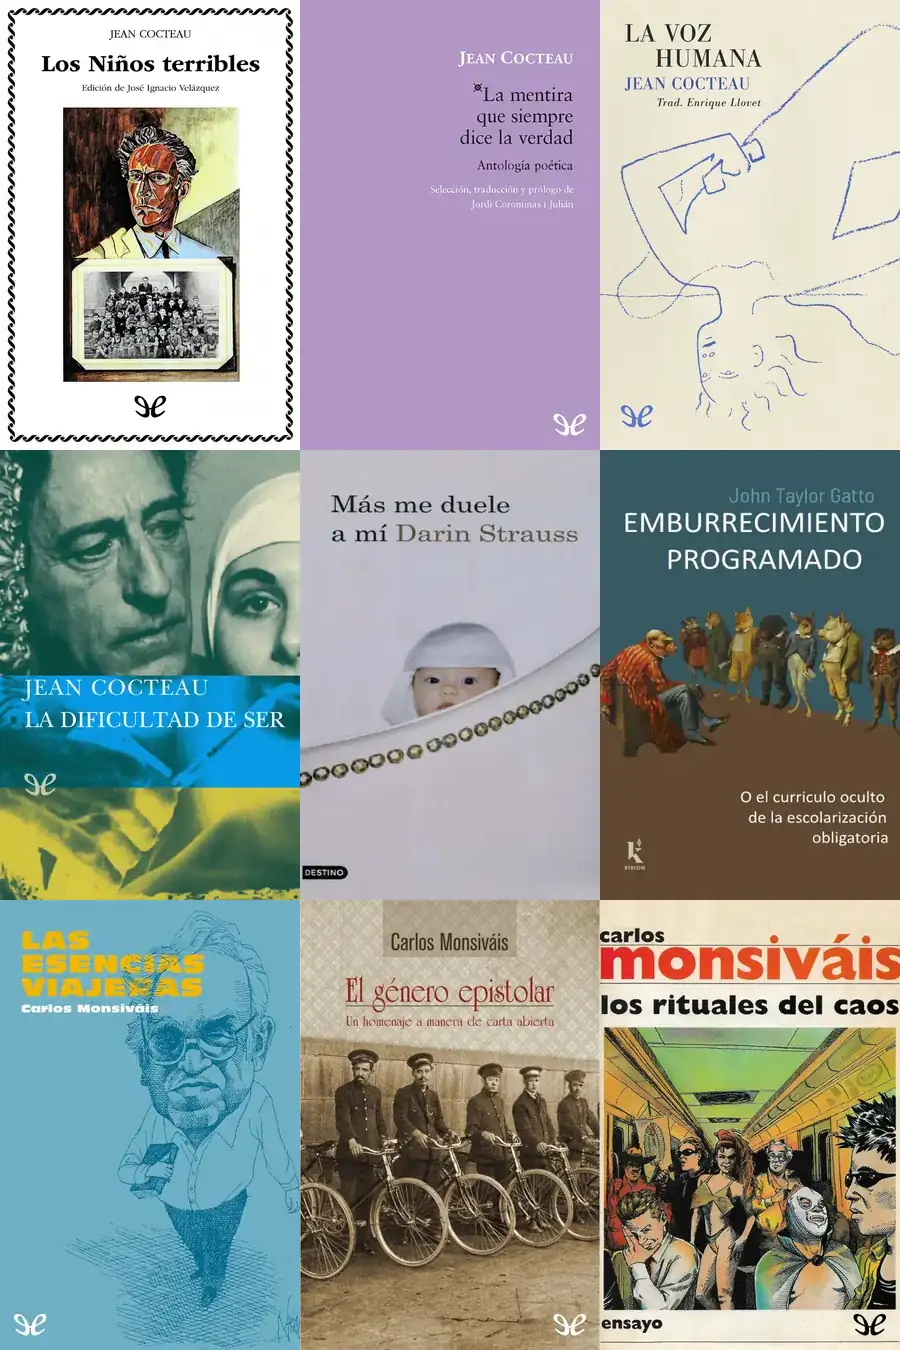 JEAN COCTEAU
Los Niños terribles
Edición de José Ignacio Velázquez
JEAN COCTEAU
La mentira
que siempre
dice la verdad
Antología poética
Selección, traducción y prólogo de
Jordi Corominas i Julián
LA VOZ
HUMANA
JEAN COCTEAU
Trad. Enrique Llovet
JEAN COCTEAU
LA DIFICULTAD DE SER
Más me duele
a mí Darin Strauss
DESTINO
John Taylor Gatto
EMBURRECIMIENTO
PROGRAMADO
O el curriculo oculto
de la escolarización
obligatoria
k
KTRION
LAS
ESENCIAS
VIAJERAS
Carlos Monsiváis
Carlos Monsiváis
El género epistolar
Un homenaje a manera de carta abierta
carlos
monsiváis
los rituales del caos
ensayo